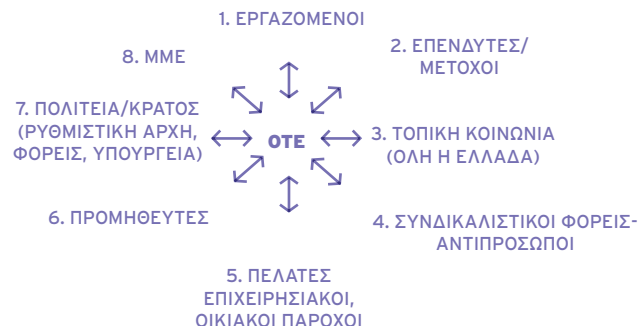 1. ΕΡΓΑΖΟΜΕΝΟΙ
2. ΕΠΕΝΔΥΤΕΣ/
ΜΕΤΟΧΟΙ
8. ΜΜΕ
7. ΠΟΛΙΤΕΙΑ/ΚΡΑΤΟΣ
(ΡΥΘΜΙΣΤΙΚΗ ΑΡΧΗ,
ΦΟΡΕΙΣ, ΥΠΟΥΡΓΕΙΑ)
ΟΤΕ
3. ΤΟΠΙΚΗ ΚΟΙΝΩΝΙΑ
(ΟΛΗ Η ΕΛΛΑΔΑ)
6. ΠΡΟΜΗΘΕΥΤΕΣ
4. ΣΥΝΔΙΚΑΛΙΣΤΙΚΟΙ ΦΟΡΕΙΣ-
ΑΝΤΙΠΡΟΣΩΠΟΙ
5. ΠΕΛΑΤΕΣ
ΕΠΙΧΕΙΡΗΣΙΑΚΟΙ,
ΟΙΚΙΑΚΟΙ ΠΑΡΟΧΟΙ